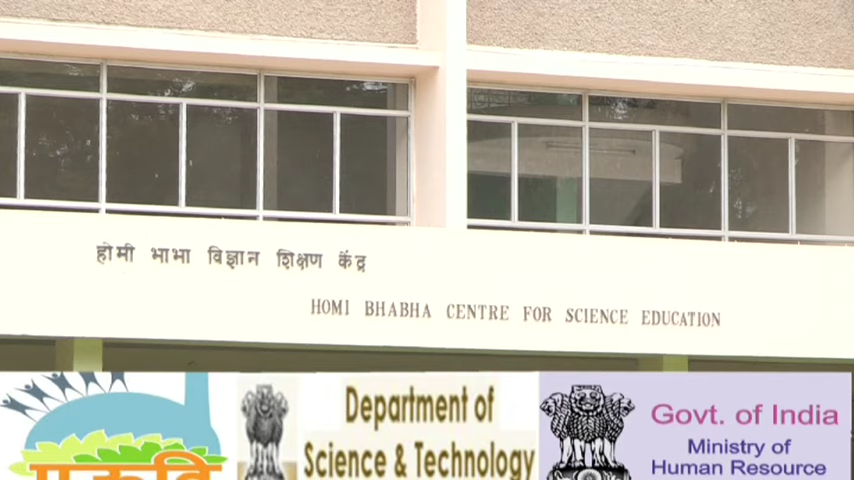 होमी भाभा विज्ञान शिक्षण केंद्र
HOMI BHABHA CENTRE FOR SCIENCE EDUCATION
Department of
Science & Technology
Govt. of India
Ministry of
Human Resource